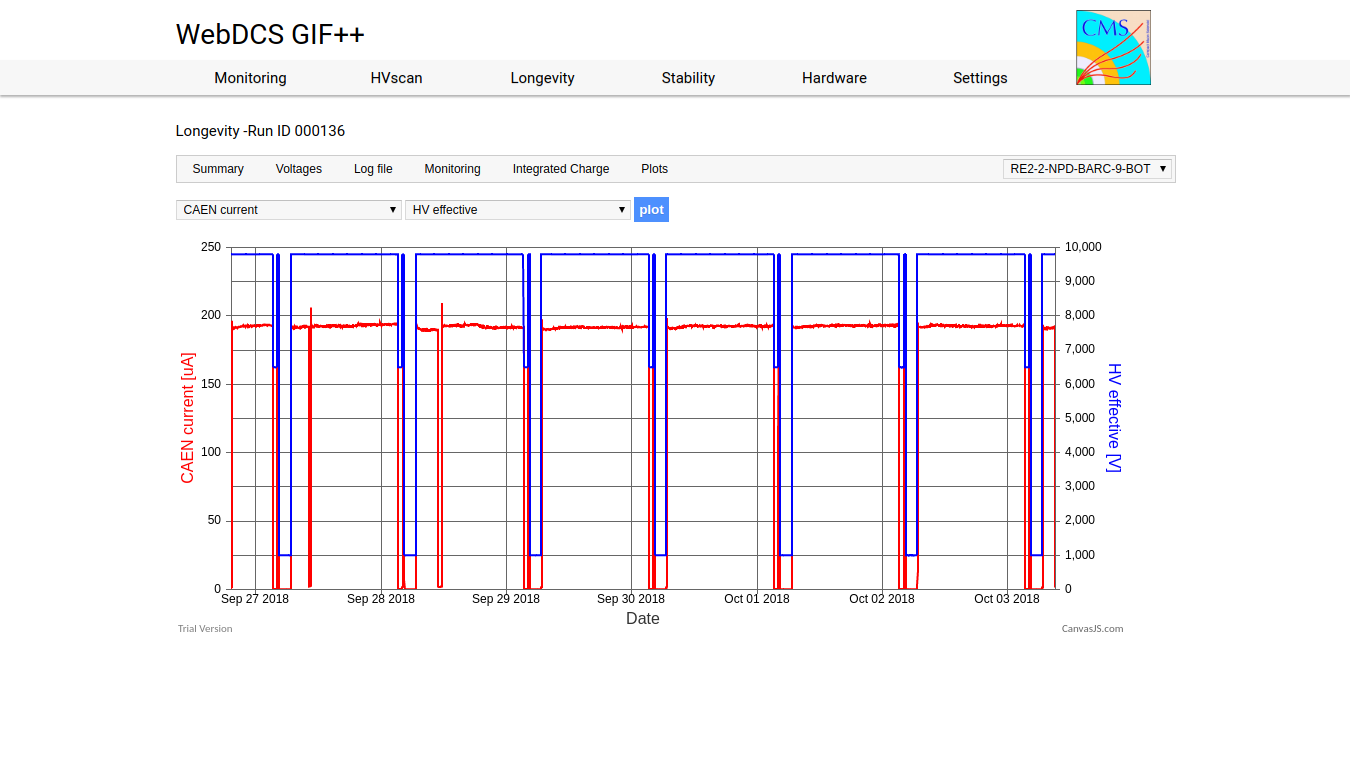 WebDCS GIF++
CMS
Monitoring HVscan Longevity Stability Hardware Settings
Longevity -Run ID 000136
Summary Voltages Log file Monitoring Integrated Charge Plots RE2-2-NPD-BARC-9-BOT
CAEN current HV effective plot
250 10,000
9,000
200 8,000
7,000
150 6,000
5,000
100 4,000
3,000
50 2,000
1,000
0 0
CAEN current [uA]
HV effective [V]
Sep 27 2018 Sep 28 2018 Sep 29 2018 Sep 30 2018 Oct 01 2018 Oct 02 2018 Oct 03 2018
Date
Trial Version CanvasJS.com